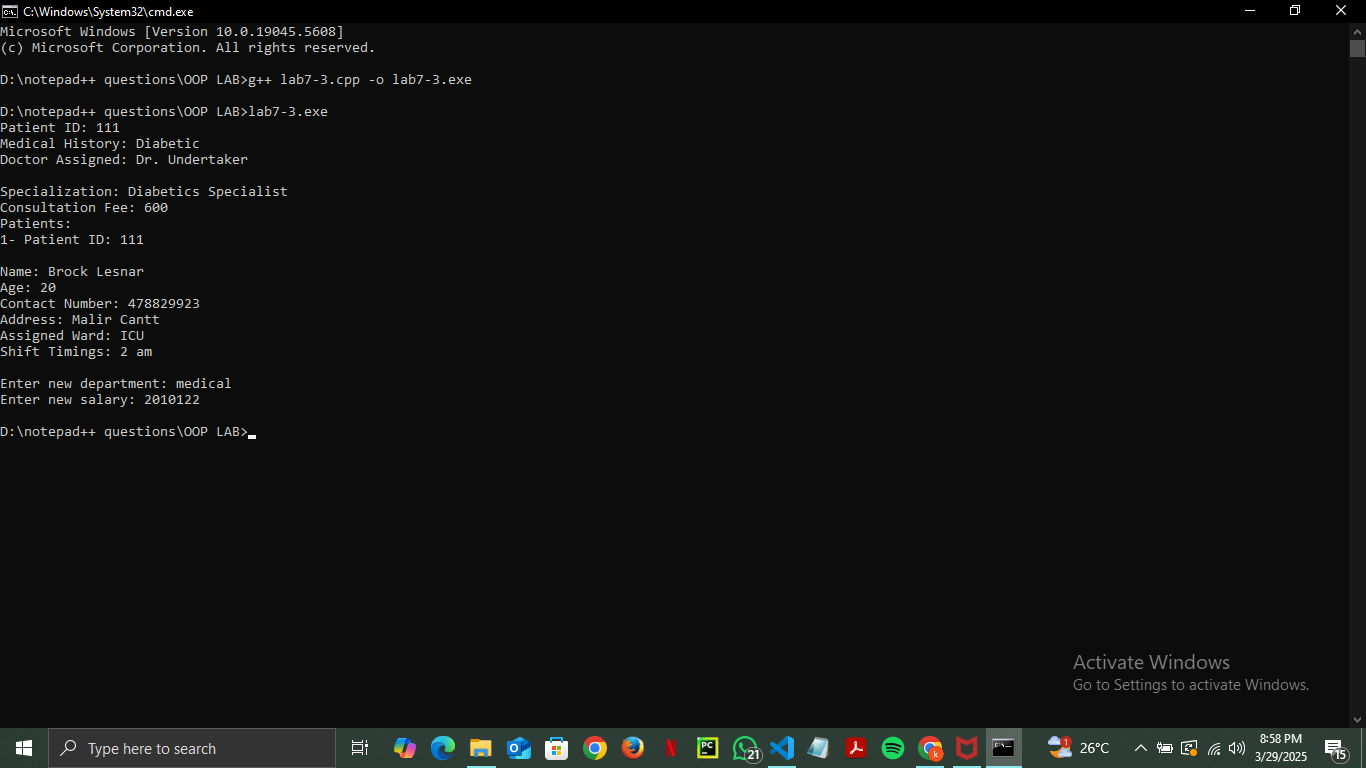 C:\Windows\System32\cmd.exe
Microsoft Windows [Version 10.0.19045.5608]
(c) Microsoft Corporation. All rights reserved.
D:\notepad++ questions\OOP LAB>g++ lab7-3.cpp -o lab7-3.exe
D:\notepad++ questions\OOP LAB>lab7-3.exe
Patient ID: 111
Medical History: Diabetic
Doctor Assigned: Dr. Undertaker
Specialization: Diabetics Specialist
Consultation Fee: 600
Patients:
1- Patient ID: 111
Name: Brock Lesnar
Age: 20
Contact Number: 478829923
Address: Malir Cantt
Assigned Ward: ICU
Shift Timings: 2 am
Enter new department: medical
Enter new salary: 2010122
D:\notepad++ questions\OOP LAB>
Activate Windows
Go to Settings to activate Windows.
Type here to search
PC
21
k
1
26°C
8:58 PM
3/29/2025
15